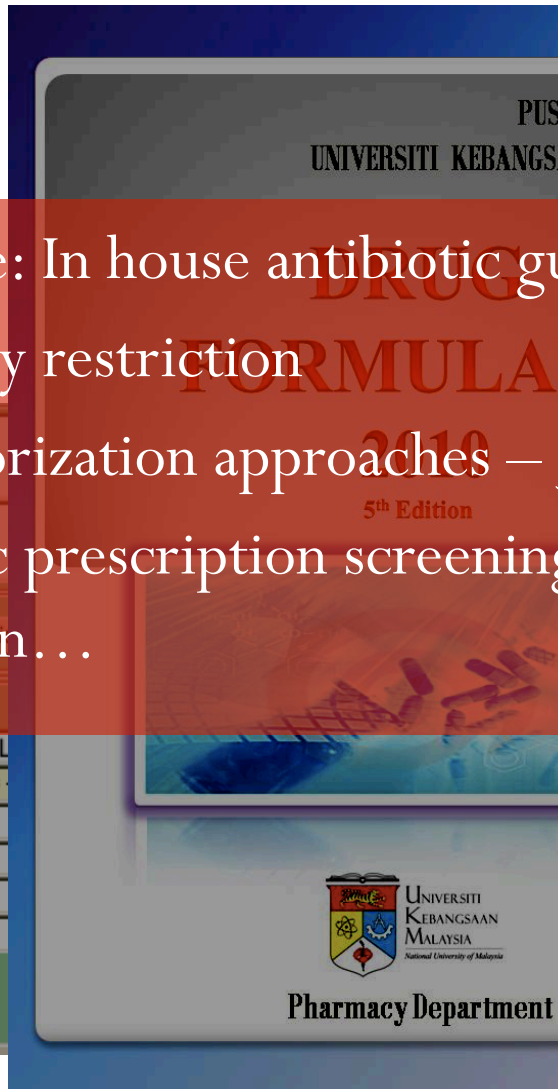 PUS
UNIVERSITI KEBANGSA
e: In house antibiotic gu
DRUG
y restriction
FORMULA
orization approaches –
2010
5th Edition
c prescription screening
n…
L
UNIVERSITI
KEBANGSAAN
MALAYSIA
National University of Malaysia
Pharmacy Department